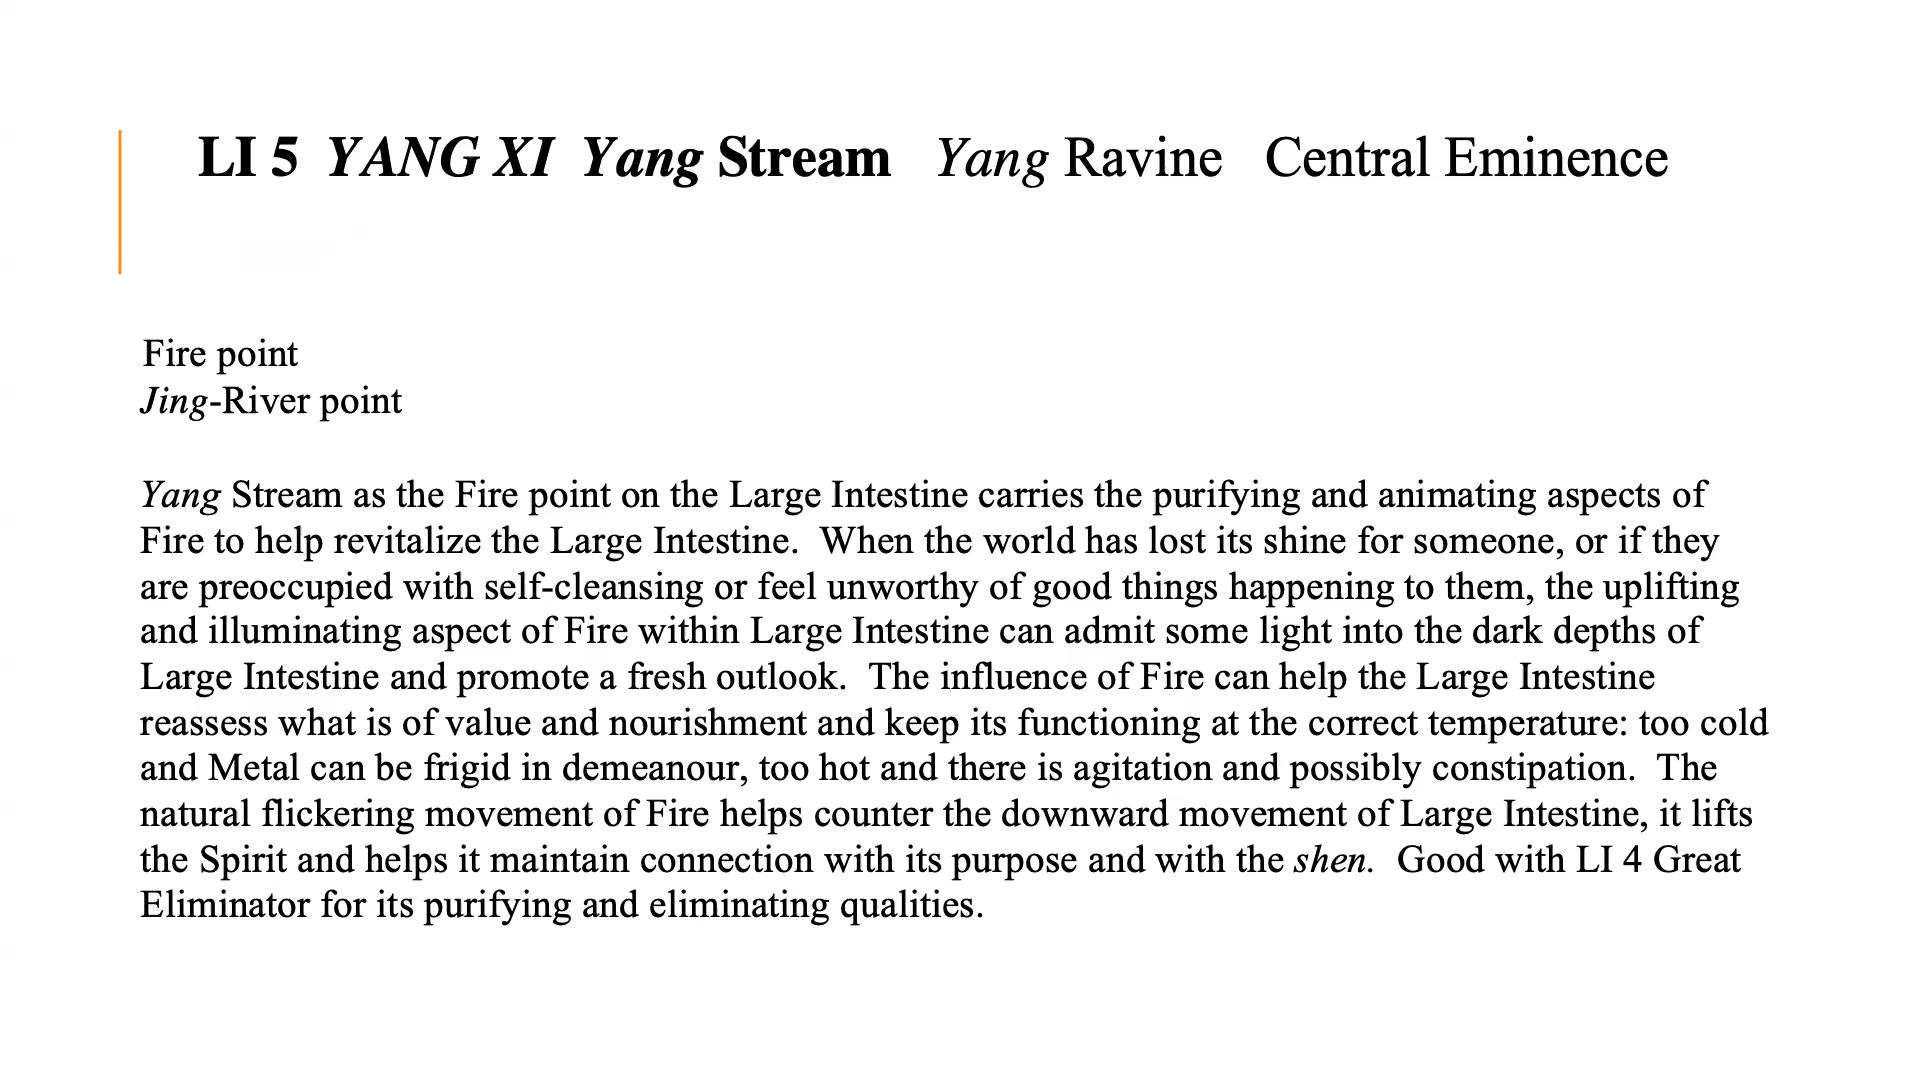 LI 5 YANG XI Yang Stream Yang Ravine Central Eminence
Fire point
Jing-River point
Yang Stream as the Fire point on the Large Intestine carries the purifying and animating aspects of
Fire to help revitalize the Large Intestine. When the world has lost its shine for someone, or if they
are preoccupied with self-cleansing or feel unworthy of good things happening to them, the uplifting
and illuminating aspect of Fire within Large Intestine can admit some light into the dark depths of
Large Intestine and promote a fresh outlook. The influence of Fire can help the Large Intestine
reassess what is of value and nourishment and keep its functioning at the correct temperature: too cold
and Metal can be frigid in demeanour, too hot and there is agitation and possibly constipation. The
natural flickering movement of Fire helps counter the downward movement of Large Intestine, it lifts
the Spirit and helps it maintain connection with its purpose and with the shen. Good with LI 4 Great
Eliminator for its purifying and eliminating qualities.